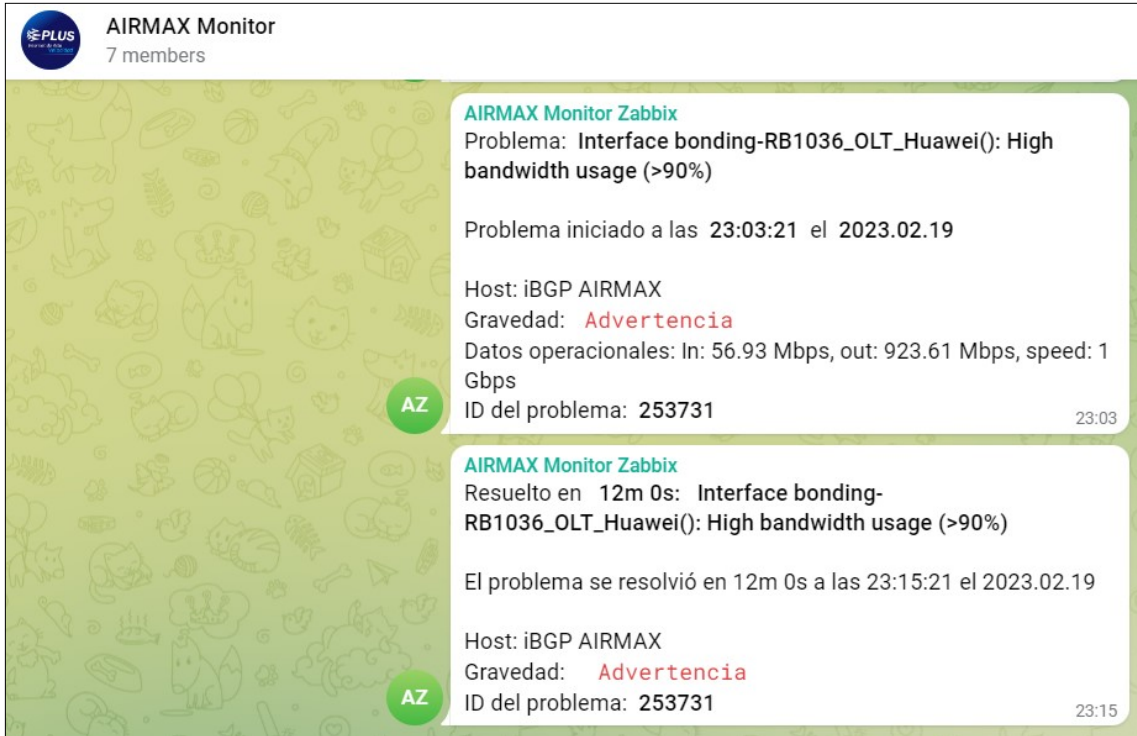 PLUS
AIRMAX Monitor
7 members
AIRMAX Monitor Zabbix
Problema: Interface bonding-RB1036_OLT_Huawei(): High
bandwidth usage (>90%)
Problema iniciado a las 23:03:21 el 2023.02.19
Host: iBGP AIRMAX
Gravedad: Advertencia
Datos operacionales: In: 56.93 Mbps, out: 923.61 Mbps, speed: 1
Gbps
AZ
ID del problema: 253731
23:03
AIRMAX Monitor Zabbix
Resuelto en 12m 0s: Interface bonding-
RB1036_OLT_Huawei(): High bandwidth usage (>90%)
El problema se resolvió en 12m 0s a las 23:15:21 el 2023.02.19
Host: iBGP AIRMAX
Gravedad: Advertencia
AZ
ID del problema: 253731
23:15